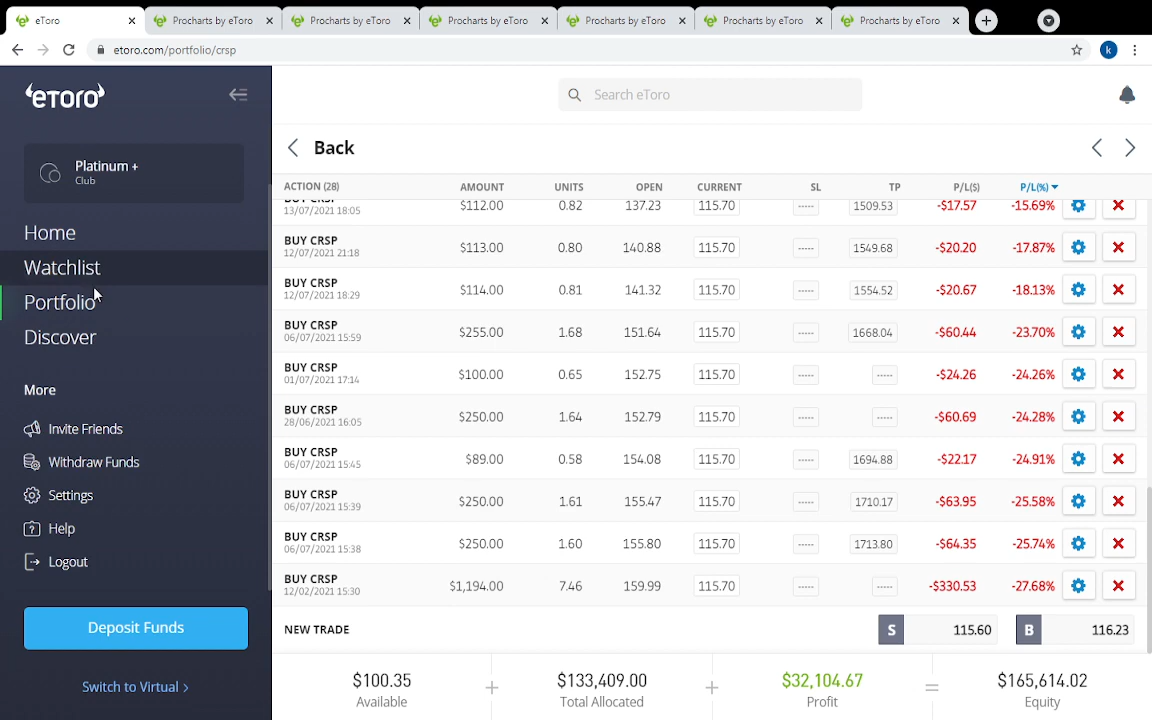 eToro
Procharts by eToro
Procharts by eToro
Procharts by eToro
Procharts by eToro
Procharts by eToro
Procharts by eToro
etoro.com/portfolio/crsp
k
eTORO
Search eToro
Platinum +
Club
Back
ACTION (28) AMOUNT UNITS OPEN CURRENT SL TP P/L($) P/L(%)
BUY CRSP
13/07/2021 18:05 $112.00 0.82 137.23 115.70 ----- 1509.53 -$17.57 -15.69%
BUY CRSP
12/07/2021 21:18 $113.00 0.80 140.88 115.70 ----- 1549.68 -$20.20 -17.87%
BUY CRSP
12/07/2021 18:29 $114.00 0.81 141.32 115.70 ----- 1554.52 -$20.67 -18.13%
BUY CRSP
06/07/2021 15:59 $255.00 1.68 151.64 115.70 ----- 1668.04 -$60.44 -23.70%
BUY CRSP
01/07/2021 17:14 $100.00 0.65 152.75 115.70 ----- ----- -$24.26 -24.26%
BUY CRSP
28/06/2021 16:05 $250.00 1.64 152.79 115.70 ----- ----- -$60.69 -24.28%
BUY CRSP
06/07/2021 15:45 $89.00 0.58 154.08 115.70 ----- 1694.88 -$22.17 -24.91%
BUY CRSP
06/07/2021 15:39 $250.00 1.61 155.47 115.70 ----- 1710.17 -$63.95 -25.58%
BUY CRSP
06/07/2021 15:38 $250.00 1.60 155.80 115.70 ----- 1713.80 -$64.35 -25.74%
BUY CRSP
12/02/2021 15:30 $1,194.00 7.46 159.99 115.70 ----- ----- -$330.53 -27.68%
NEW TRADE S 115.60 B 116.23
Home
Watchlist
Portfolio
Discover
More
Invite Friends
Withdraw Funds
Settings
Help
Logout
Deposit Funds
Switch to Virtual >
$100.35 + $133,409.00 + $32,104.67 = $165,614.02
Available Total Allocated Profit Equity